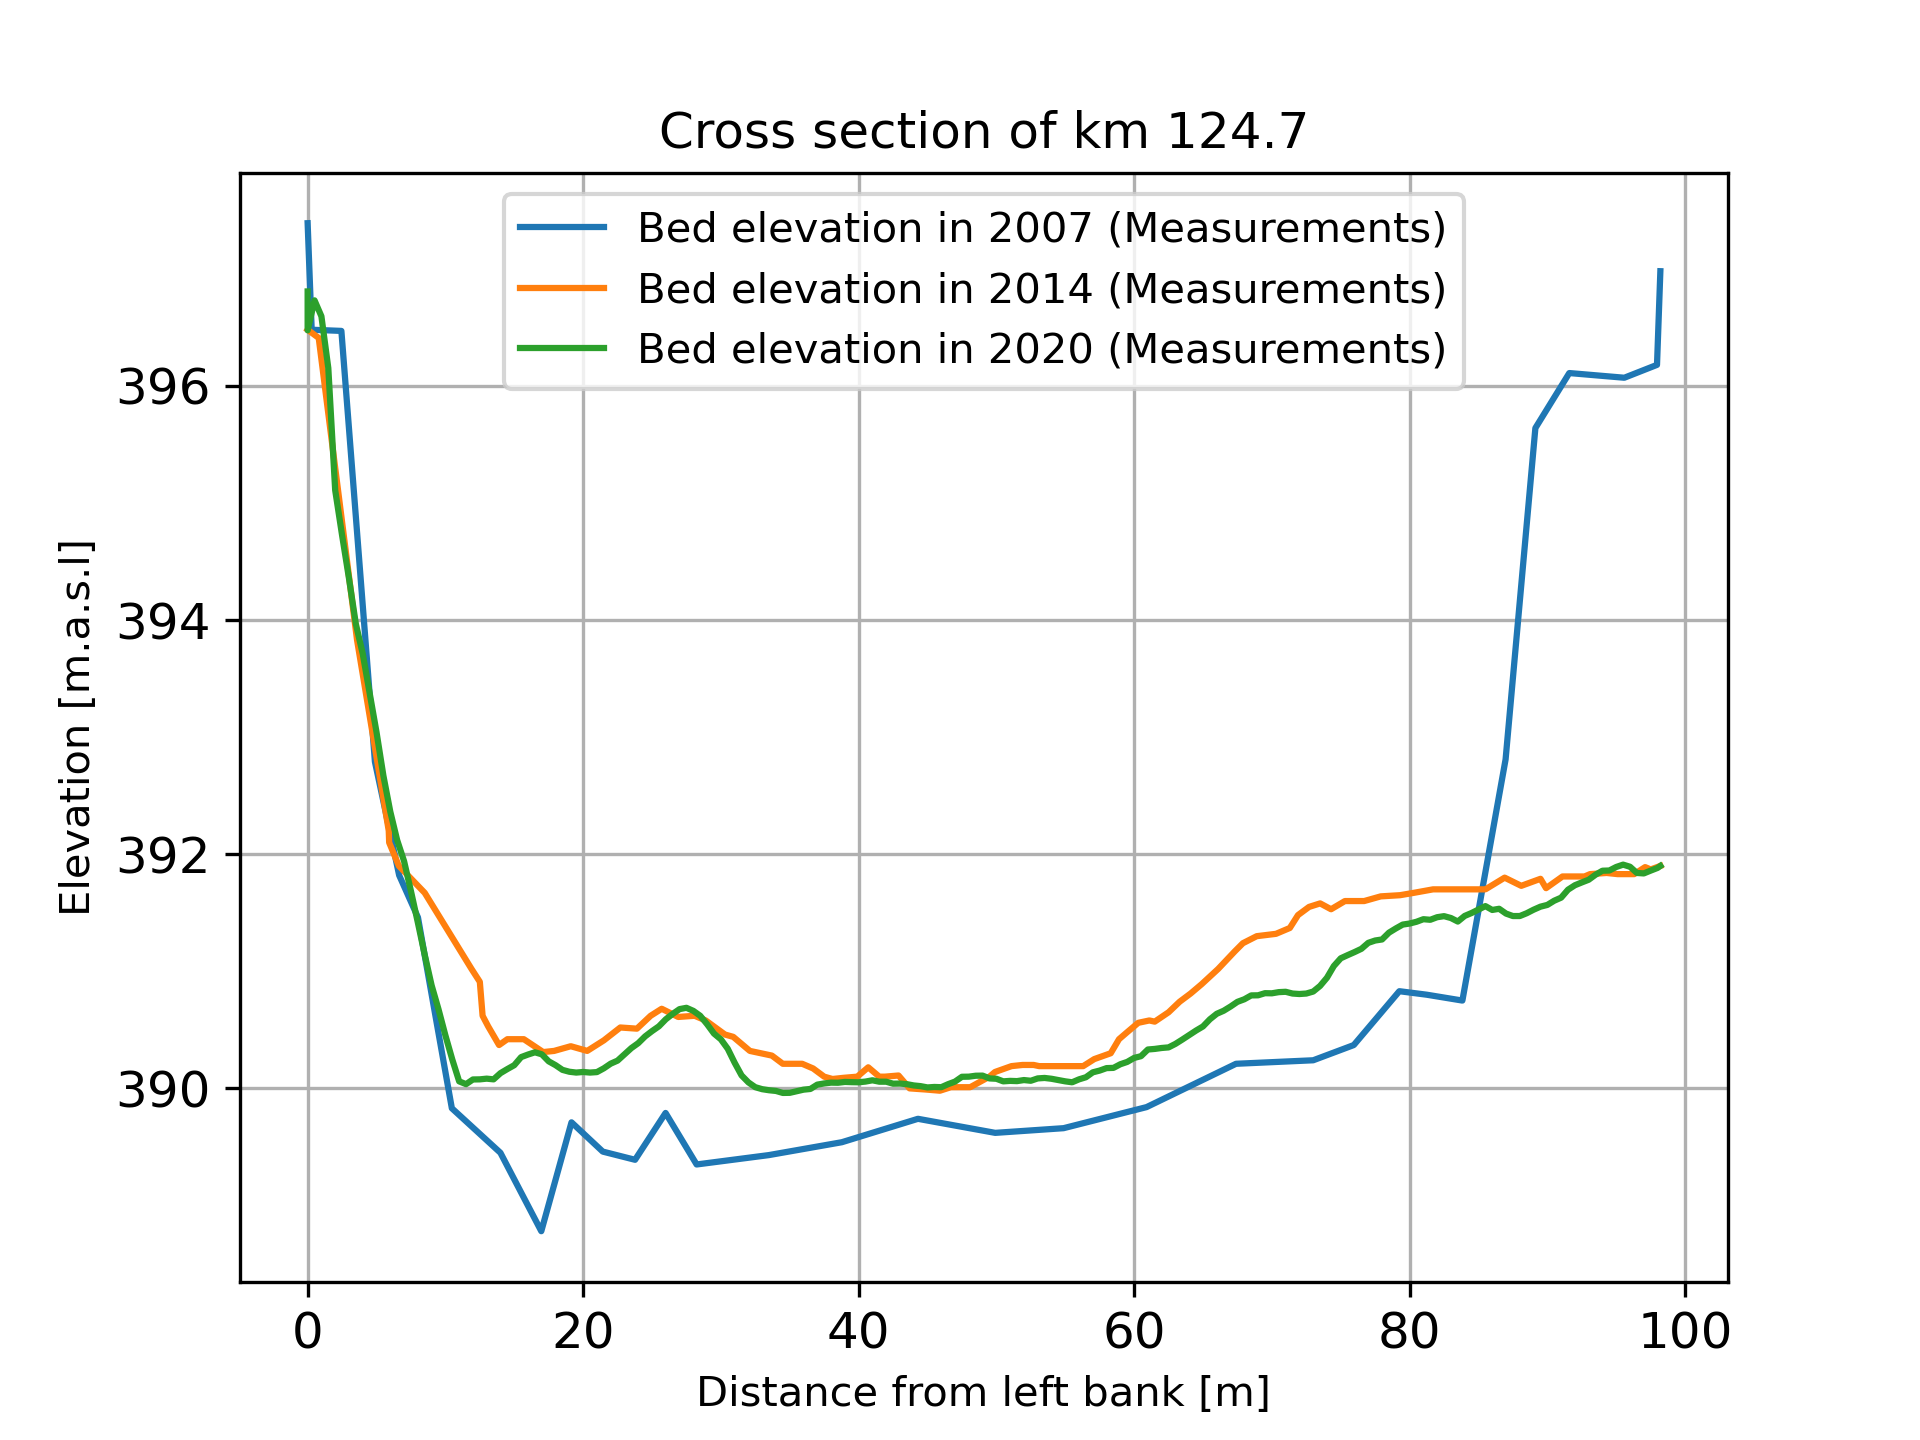 Cross section of km 124.7
Bed elevation in 2007 (Measurements)
Bed elevation in 2014 (Measurements)
Bed elevation in 2020 (Measurements)
Elevation [m.a.s.l]
396
394
392
390
0 20 40 60 80 100
Distance from left bank [m]